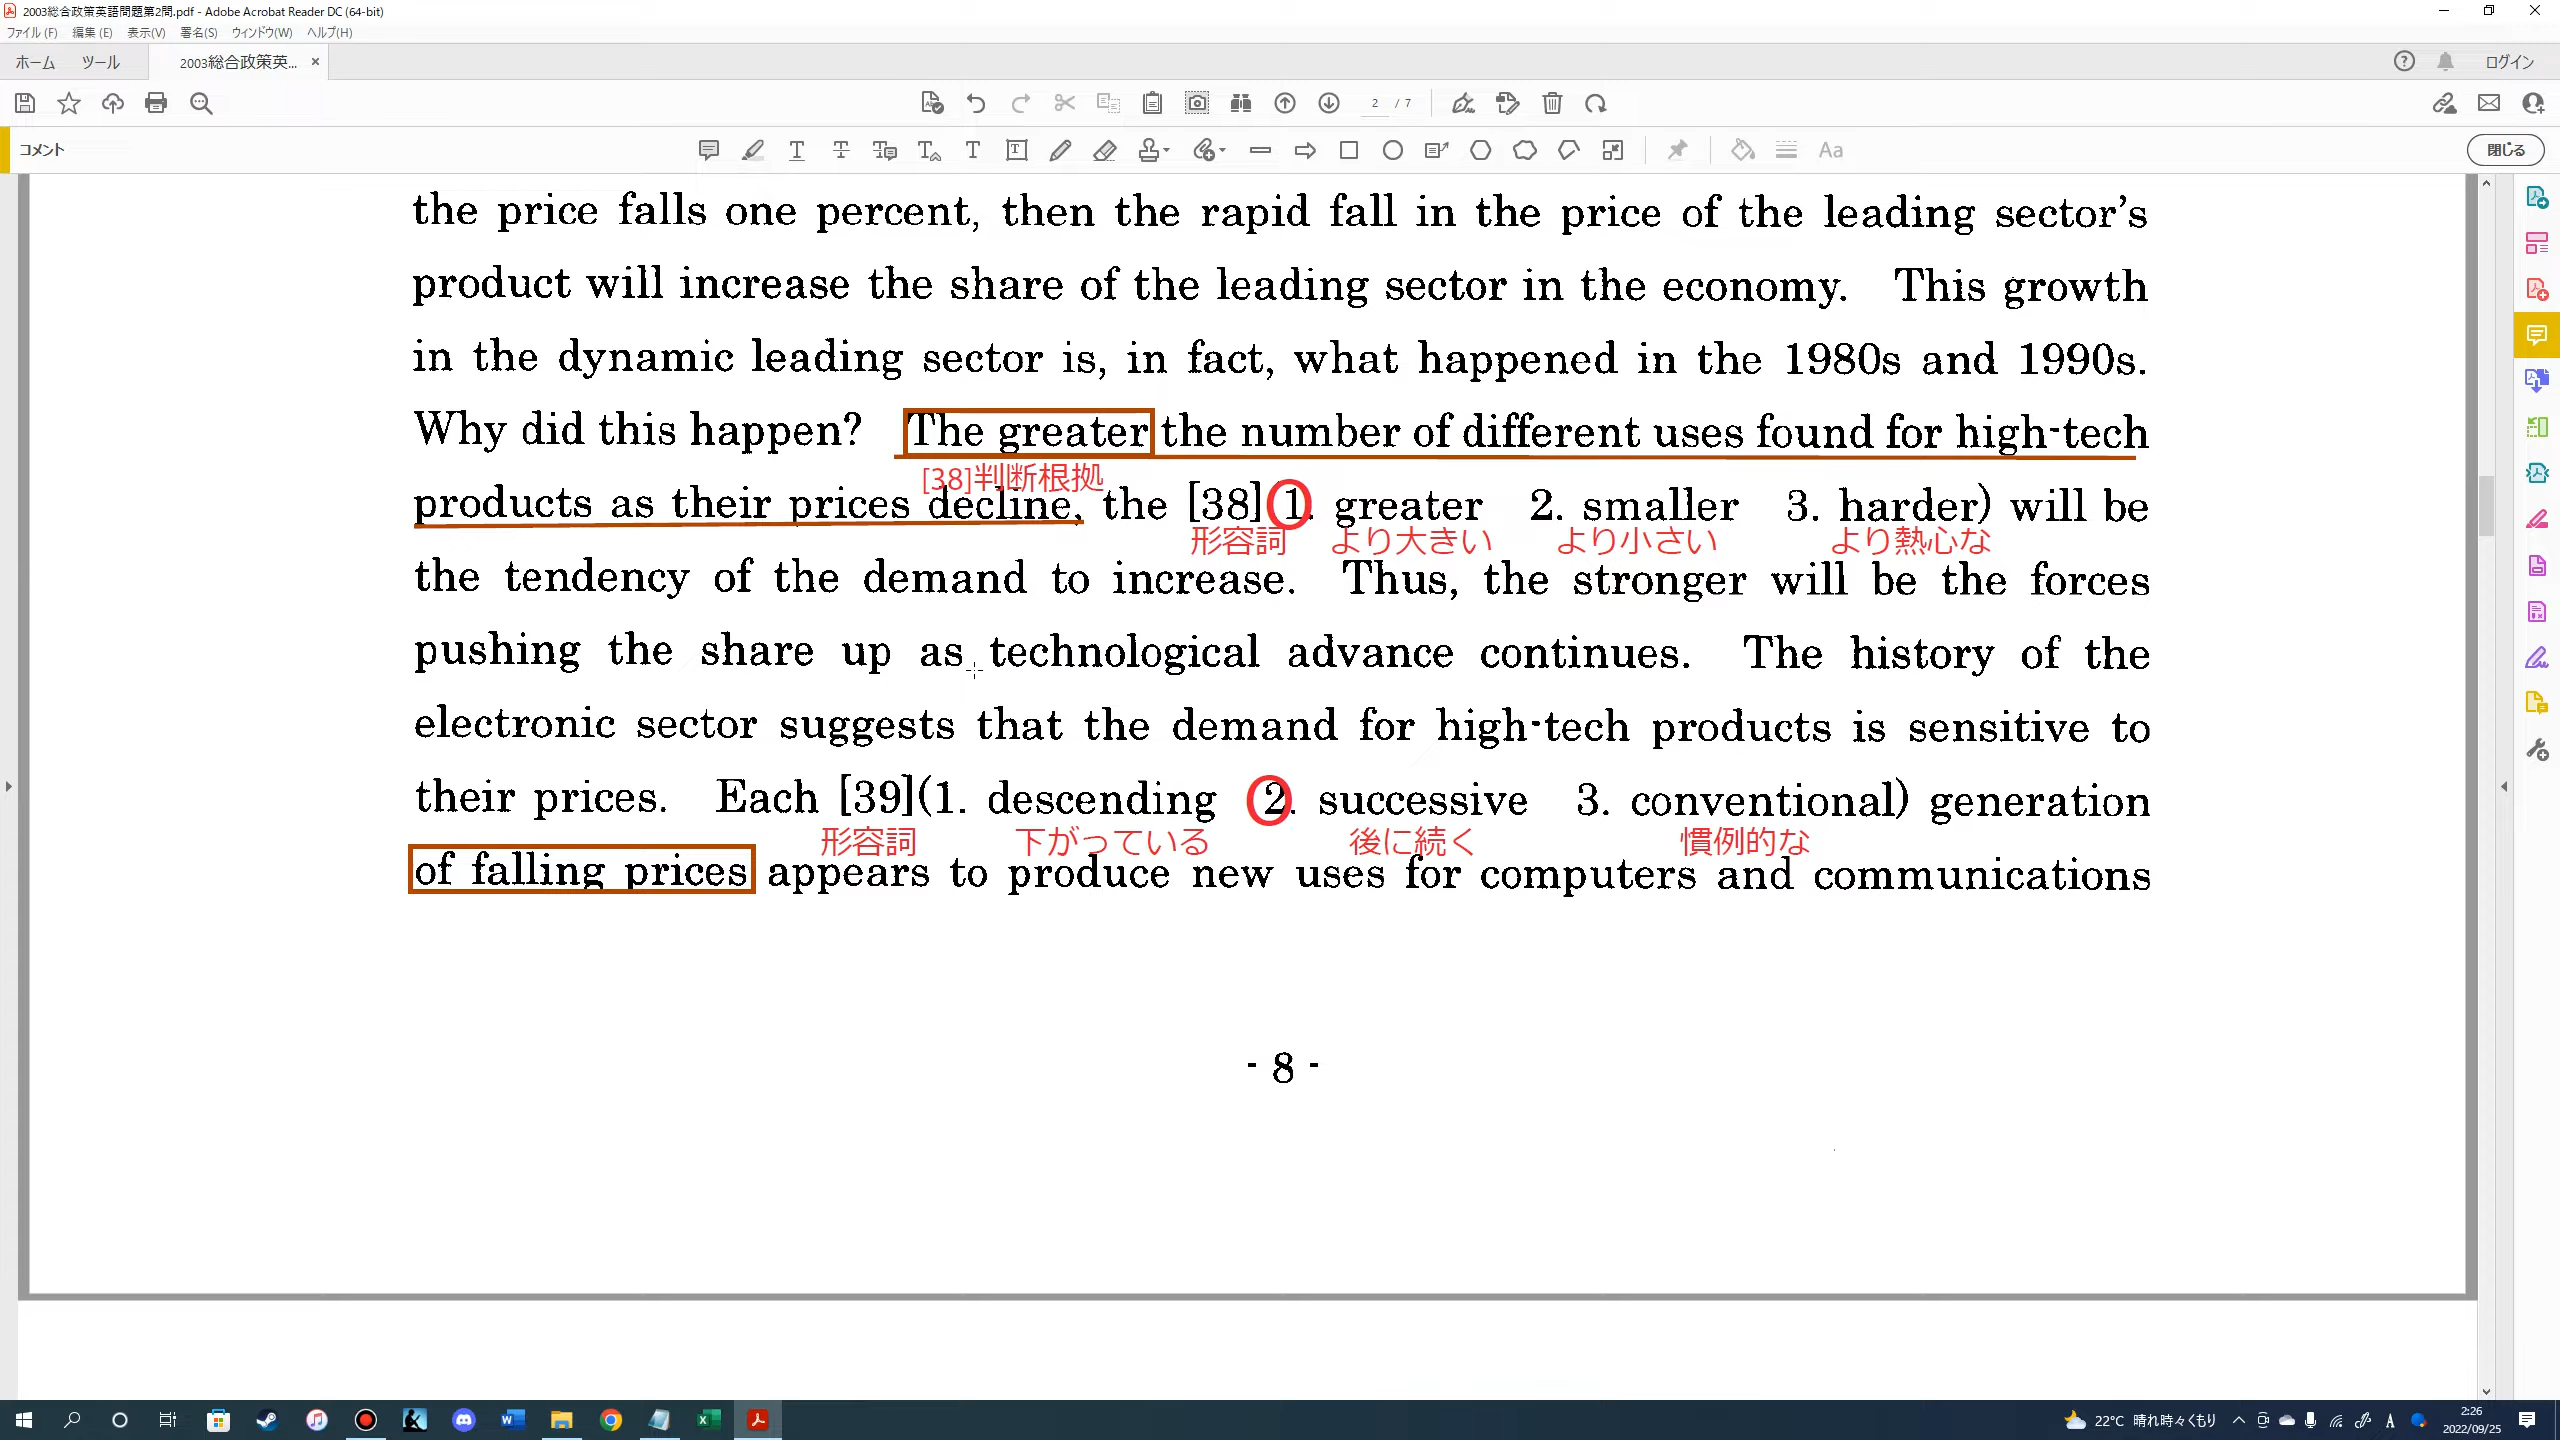 2003総合政策英語問題第2問.pdf - Adobe Acrobat Reader DC (64-bit)
ファイル(F) 編集(E) 表示(V) 署名(S) ウィンドウ(W) ヘルプ(H)
ホーム ツール 2003総合政策英... × ログイン
2 / 7
コメント Aa 閉じる
the price falls one percent, then the rapid fall in the price of the leading sector's
product will increase the share of the leading sector in the economy. This growth
in the dynamic leading sector is, in fact, what happened in the 1980s and 1990s.
Why did this happen? The greater the number of different uses found for high-tech
[38]判断根拠
products as their prices decline, the [38] 1. greater 2. smaller 3. harder) will be
形容詞 より大きい より小さい より熱心な
the tendency of the demand to increase. Thus, the stronger will be the forces
pushing the share up as technological advance continues. The history of the
electronic sector suggests that the demand for high-tech products is sensitive to
their prices. Each [39](1. descending 2. successive 3. conventional) generation
形容詞 下がっている 後に続く 慣例的な
of falling prices appears to produce new uses for computers and communications
- 8 -
22°C 晴れ時々くもり A 2:26
2022/09/25